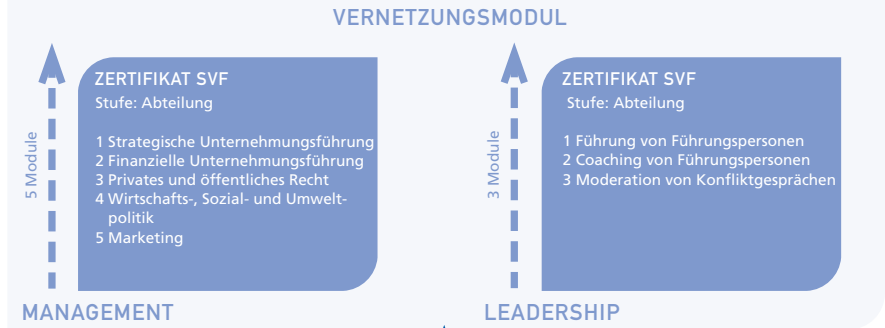 VERNETZUNGSMODUL
5 Module
ZERTIFIKAT SVF
Stufe: Abteilung
1 Strategische Unternehmungsführung
2 Finanzielle Unternehmungsführung
3 Privates und öffentliches Recht
4 Wirtschafts-, Sozial- und Umwelt-
politik
5 Marketing
MANAGEMENT
3 Module
ZERTIFIKAT SVF
Stufe: Abteilung
1 Führung von Führungspersonen
2 Coaching von Führungspersonen
3 Moderation von Konfliktgesprächen
LEADERSHIP